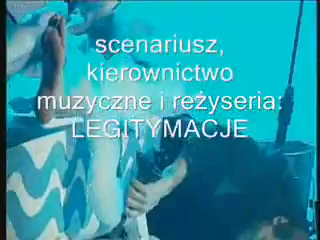 scenariusz,
kierownictwo
muzyczne i reżyseria:
LEGITYMACJE